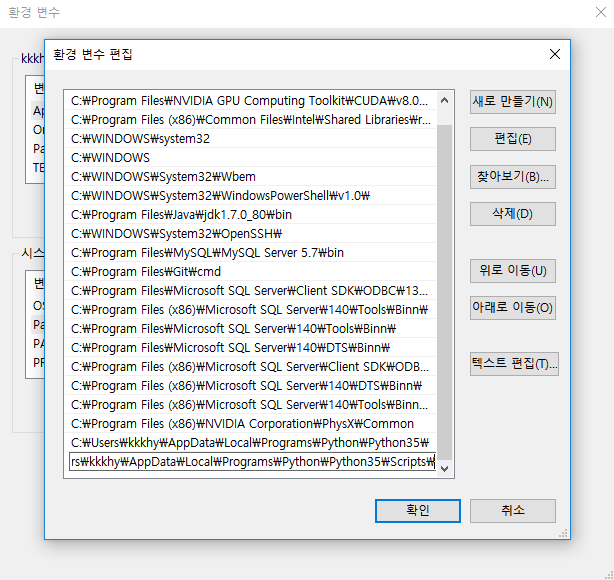 환경 변수
환경 변수 편집
kkkh
변
Ap
On
Pa
TE
시스
변
OS
Pa
PA
PF
C:₩Program Files₩NVIDIA GPU Computing Toolkit₩CUDA₩v8.0...
C:₩Program Files (x86)₩Common Files₩Intel₩Shared Libraries₩r...
C:₩WINDOWS₩system32
C:₩WINDOWS
C:₩WINDOWS₩System32₩Wbem
C:₩WINDOWS₩System32₩WindowsPowerShell₩v1.0₩
C:₩Program Files₩Java₩jdk1.7.0_80₩bin
C:₩WINDOWS₩System32₩OpenSSH₩
C:₩Program Files₩MySQL₩MySQL Server 5.7₩bin
C:₩Program Files₩Git₩cmd
C:₩Program Files₩Microsoft SQL Server₩Client SDK₩ODBC₩13...
C:₩Program Files (x86)₩Microsoft SQL Server₩140₩Tools₩Binn₩
C:₩Program Files₩Microsoft SQL Server₩140₩Tools₩Binn₩
C:₩Program Files₩Microsoft SQL Server₩140₩DTS₩Binn₩
C:₩Program Files (x86)₩Microsoft SQL Server₩Client SDK₩ODB...
C:₩Program Files (x86)₩Microsoft SQL Server₩140₩DTS₩Binn₩
C:₩Program Files (x86)₩Microsoft SQL Server₩140₩Tools₩Binn...
C:₩Program Files (x86)₩NVIDIA Corporation₩PhysX₩Common
C:₩Users₩kkkhy₩AppData₩Local₩Programs₩Python₩Python35₩
rs₩kkkhy₩AppData₩Local₩Programs₩Python₩Python35₩Scripts₩
새로 만들기(N)
편집(E)
찾아보기(B)...
삭제(D)
위로 이동(U)
아래로 이동(O)
텍스트 편집(T)...
확인
취소